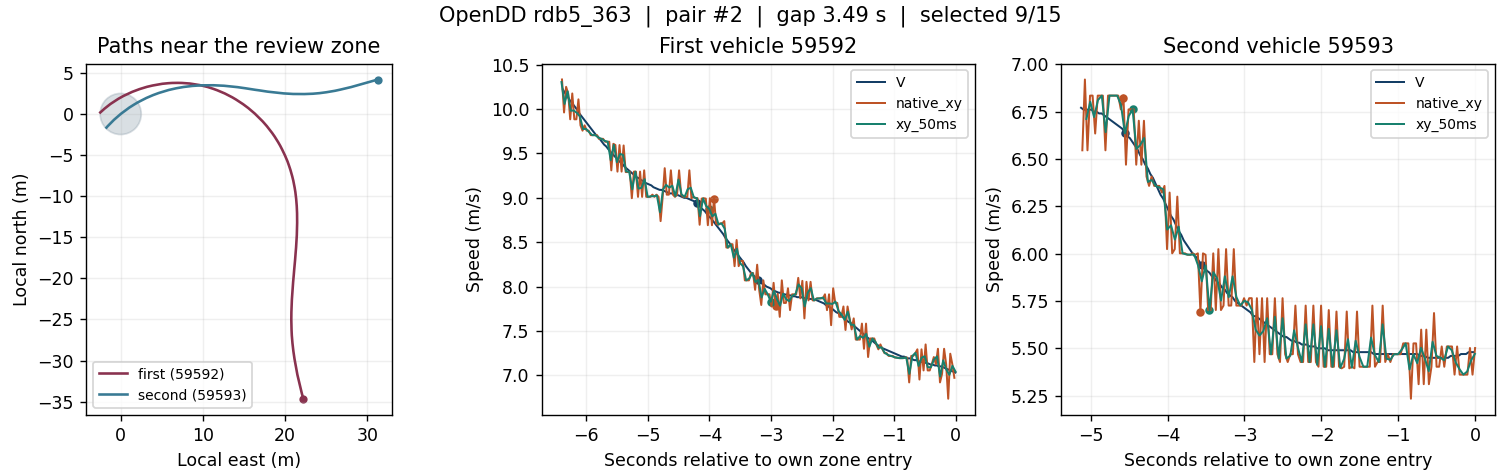 OpenDD rdb5_363 | pair #2 | gap 3.49 s | selected 9/15
Paths near the review zone
Local north (m)
5
0
−5
−10
−15
−20
−25
−30
−35
0
10
20
30
Local east (m)
first (59592)
second (59593)
First vehicle 59592
Speed (m/s)
10.5
10.0
9.5
9.0
8.5
8.0
7.5
7.0
−6
−5
−4
−3
−2
−1
0
Seconds relative to own zone entry
V
native_xy
xy_50ms
Second vehicle 59593
Speed (m/s)
7.00
6.75
6.50
6.25
6.00
5.75
5.50
5.25
−5
−4
−3
−2
−1
0
Seconds relative to own zone entry
V
native_xy
xy_50ms